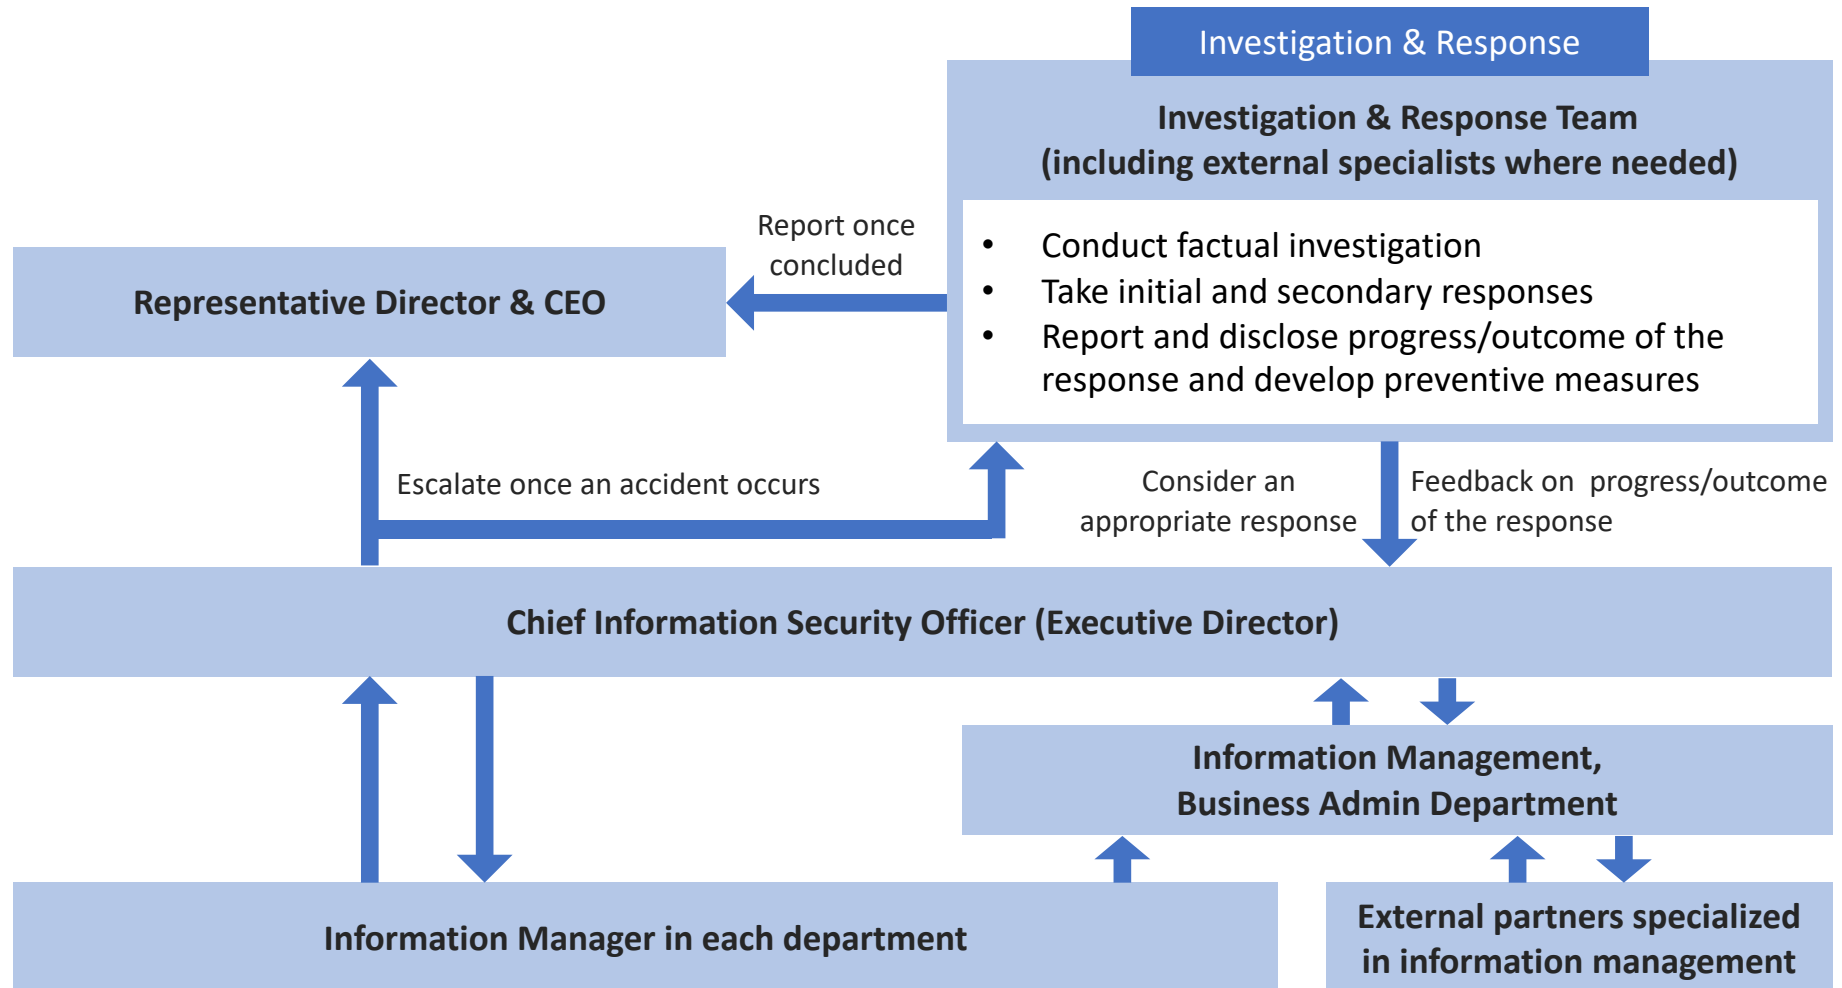 Investigation & Response
Investigation & Response Team
(including external specialists where needed)
• Conduct factual investigation
• Take initial and secondary responses
• Report and disclose progress/outcome of the
response and develop preventive measures
Report once
concluded
Representative Director & CEO
Escalate once an accident occurs
Consider an
appropriate response
Feedback on progress/outcome
of the response
Chief Information Security Officer (Executive Director)
Information Management,
Business Admin Department
Information Manager in each department
External partners specialized
in information management